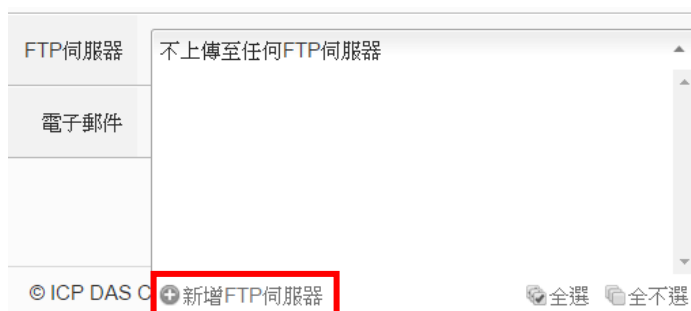 FTP伺服器
不上傳至任何FTP伺服器
電子郵件
© ICP DAS C
新增FTP伺服器
全選
全不選